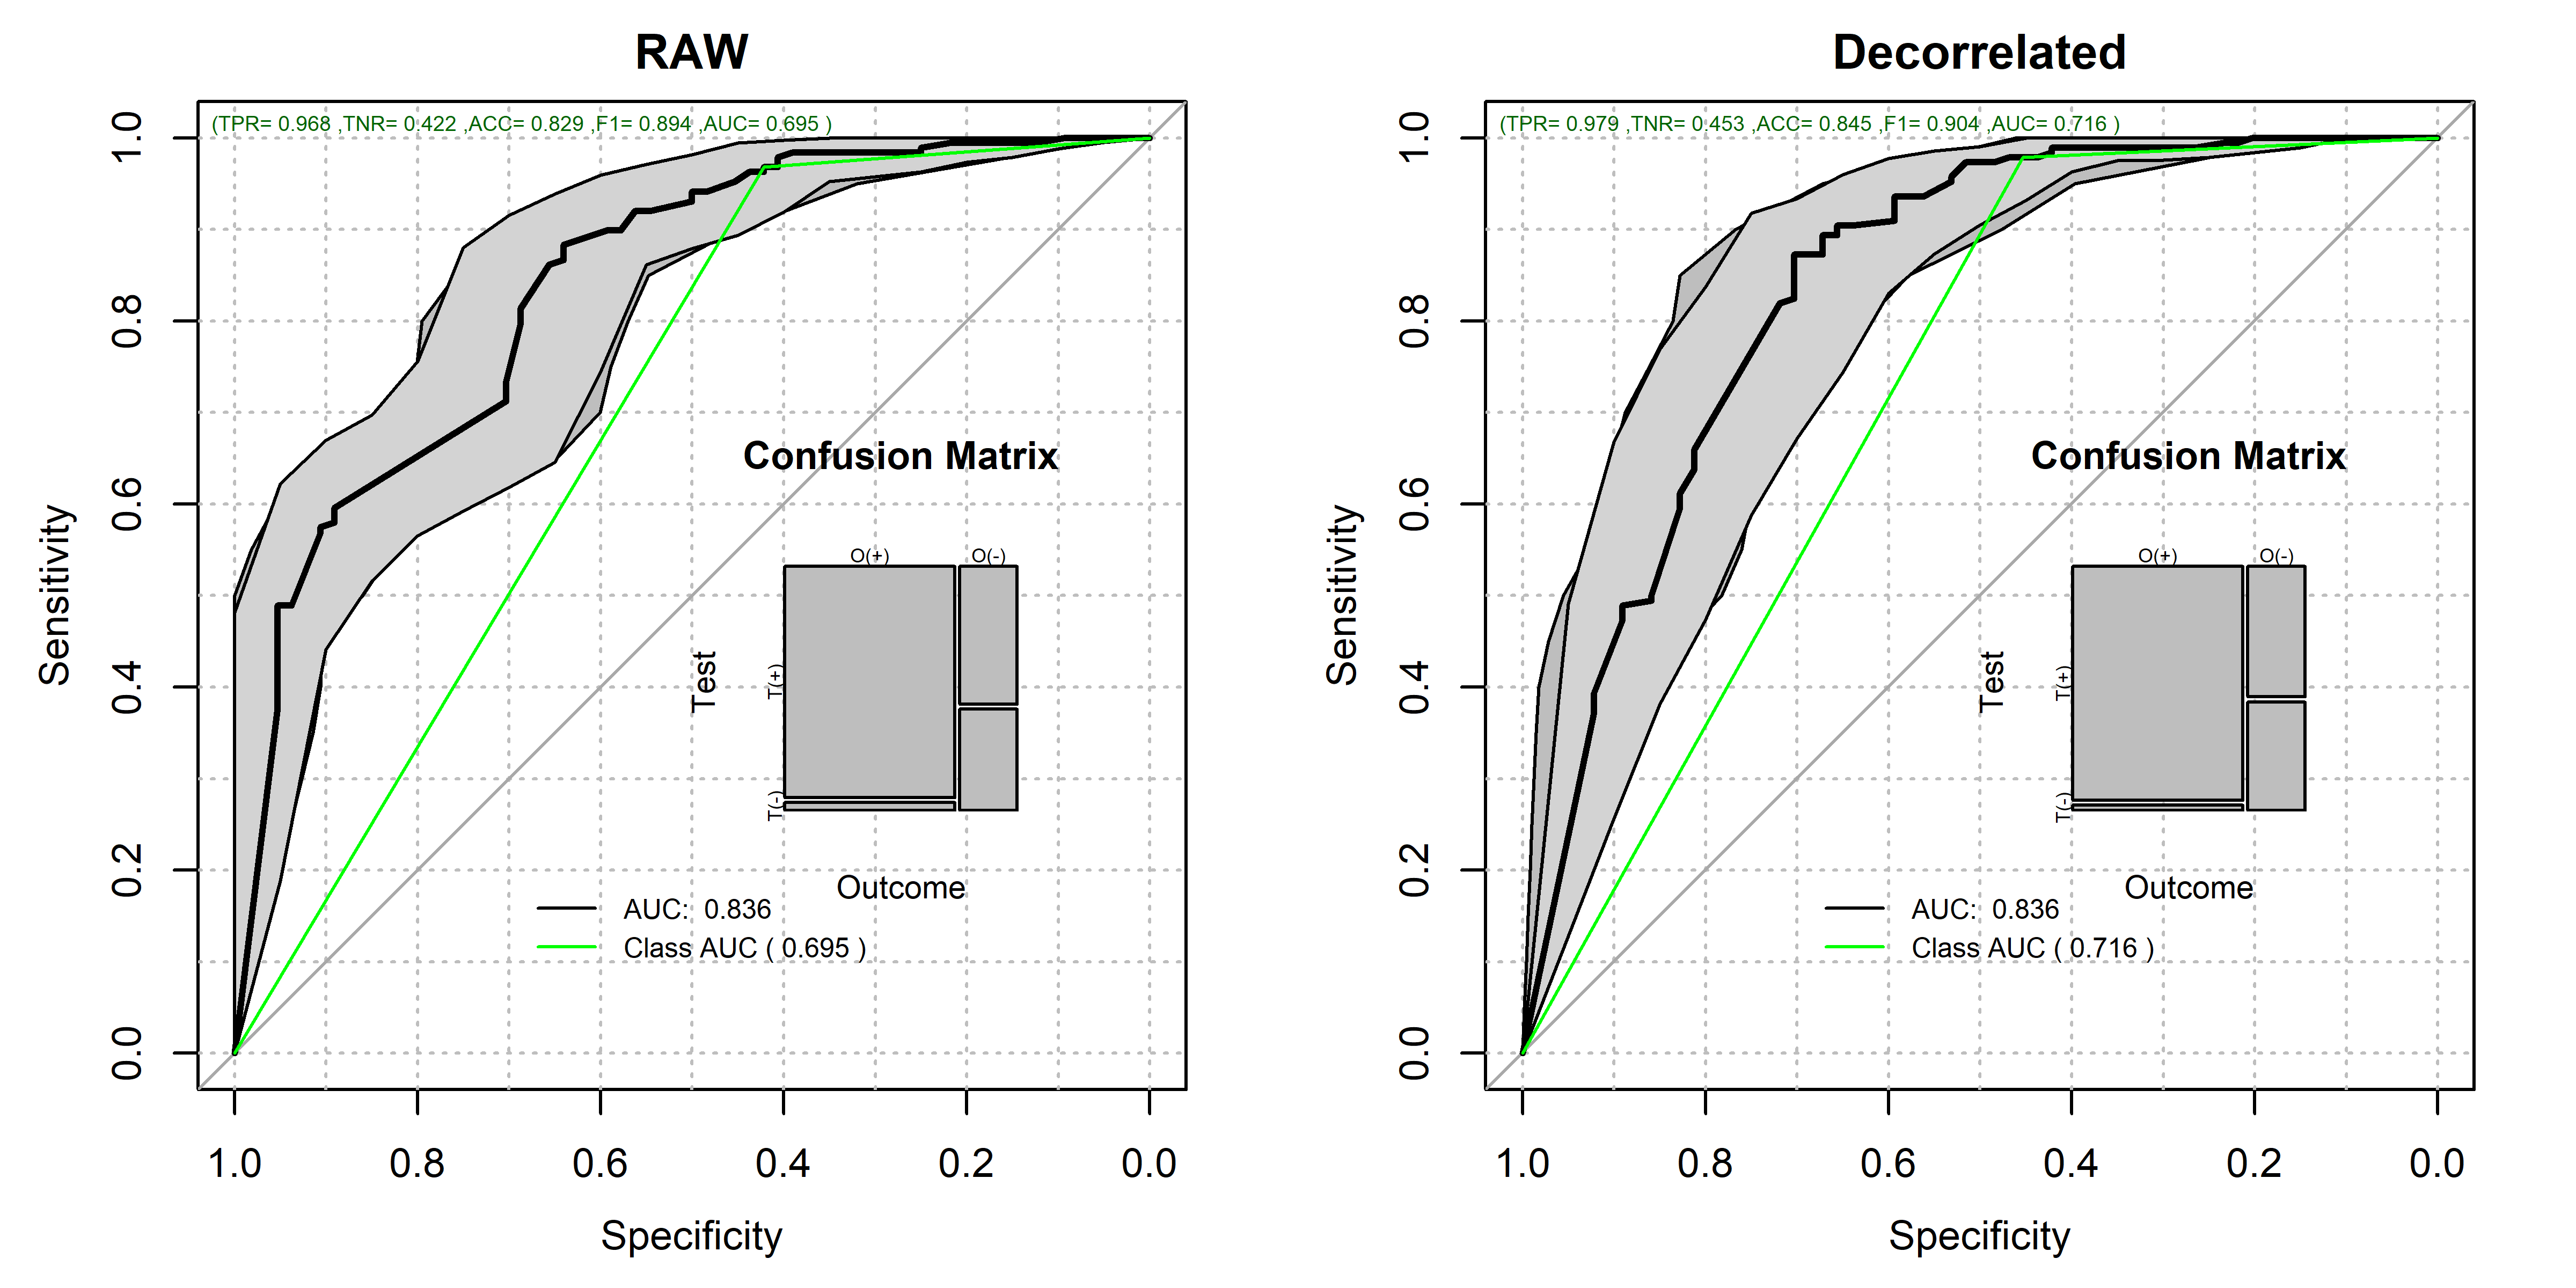 RAW
(TPR= 0.968 ,TNR= 0.422 ,ACC= 0.829 ,F1= 0.894 ,AUC= 0.695 )
Sensitivity
1.0
0.8
0.6
0.4
0.2
0.0
Confusion Matrix
O(+) O(-)
Test
T(+)
T(-)
Outcome
AUC: 0.836
Class AUC ( 0.695 )
1.0 0.8 0.6 0.4 0.2 0.0
Specificity
Decorrelated
(TPR= 0.979 ,TNR= 0.453 ,ACC= 0.845 ,F1= 0.904 ,AUC= 0.716 )
Sensitivity
1.0
0.8
0.6
0.4
0.2
0.0
Confusion Matrix
O(+) O(-)
Test
T(+)
T(-)
Outcome
AUC: 0.836
Class AUC ( 0.716 )
1.0 0.8 0.6 0.4 0.2 0.0
Specificity